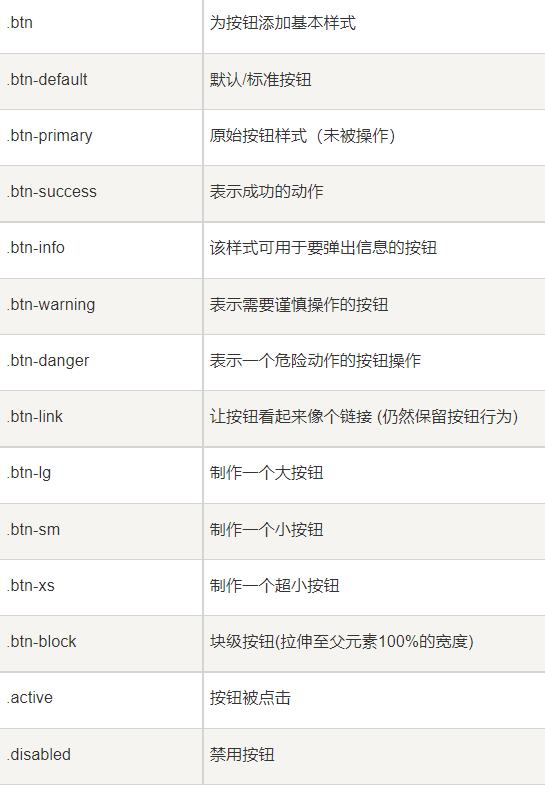 .btn 为按钮添加基本样式
.btn-default 默认/标准按钮
.btn-primary 原始按钮样式（未被操作）
.btn-success 表示成功的动作
.btn-info 该样式可用于要弹出信息的按钮
.btn-warning 表示需要谨慎操作的按钮
.btn-danger 表示一个危险动作的按钮操作
.btn-link 让按钮看起来像个链接 (仍然保留按钮行为)
.btn-lg 制作一个大按钮
.btn-sm 制作一个小按钮
.btn-xs 制作一个超小按钮
.btn-block 块级按钮(拉伸至父元素100%的宽度)
.active 按钮被点击
.disabled 禁用按钮